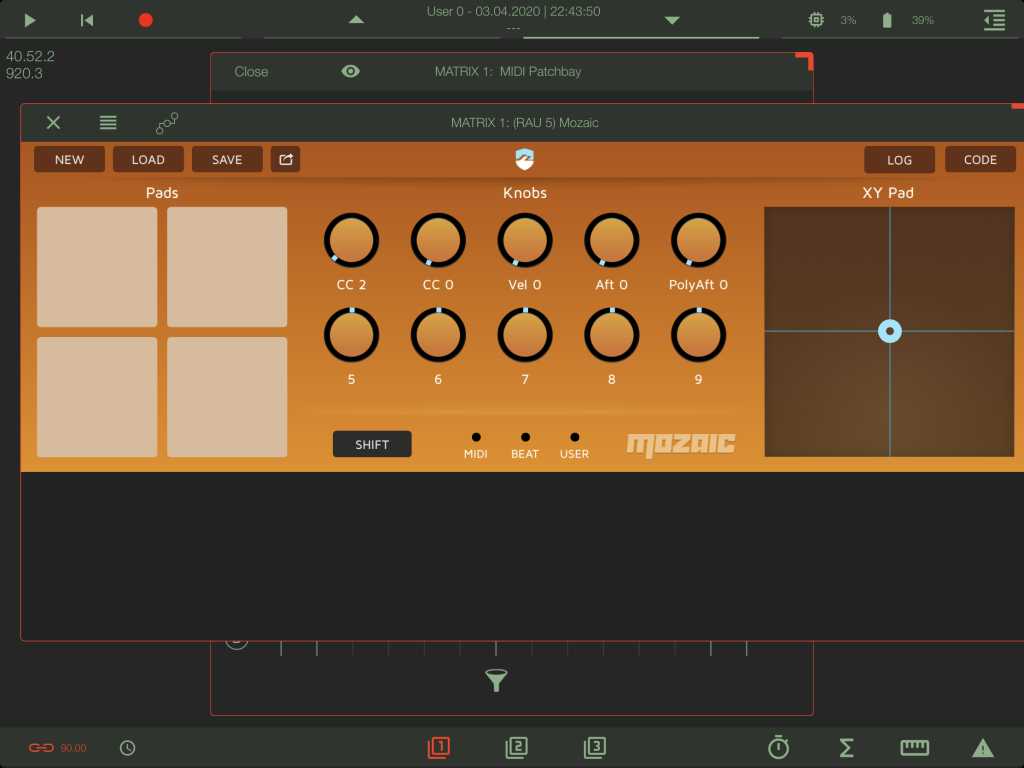 User 0 - 03.04.2020 | 22:43:50
---
3%
39%
40.52.2
920.3
Close
MATRIX 1: MIDI Patchbay
MATRIX 1: (RAU 5) Mozaic
NEW
LOAD
SAVE
LOG
CODE
Pads
Knobs
XY Pad
CC 2
CC 0
Vel 0
Aft 0
PolyAft 0
5
6
7
8
9
SHIFT
MIDI
BEAT
USER
MOZAIC
90.00
1
2
3